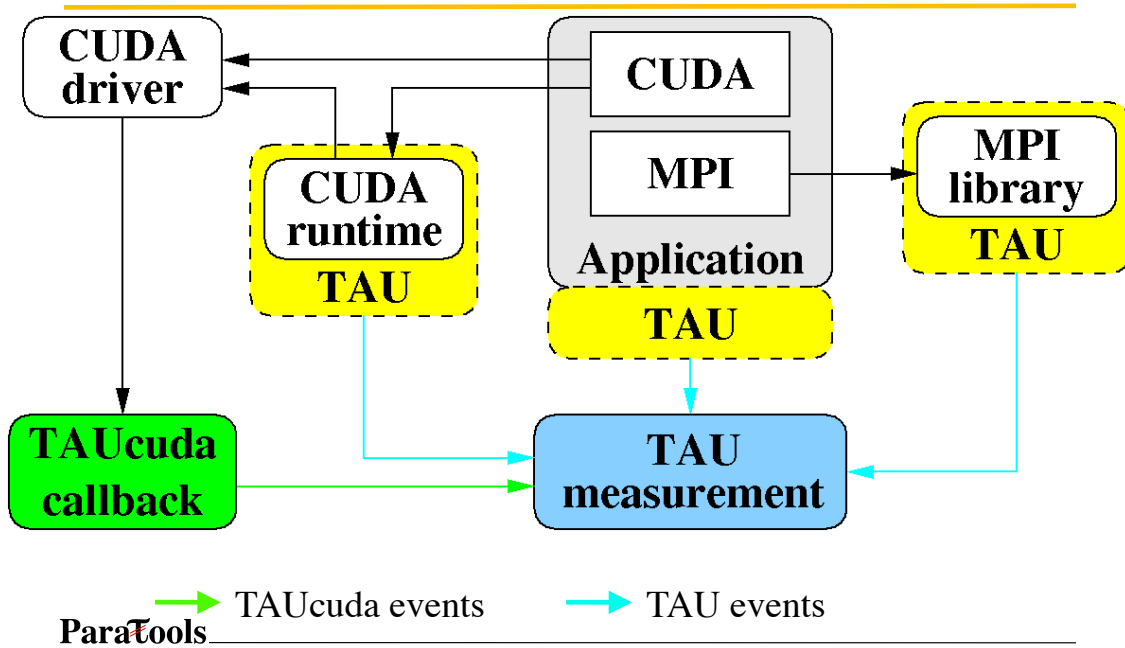 CUDA
driver
CUDA
MPI
Application
TAU
CUDA
runtime
TAU
MPI
library
TAU
TAUcuda
callback
TAU
measurement
TAUcuda events
TAU events
ParaTools